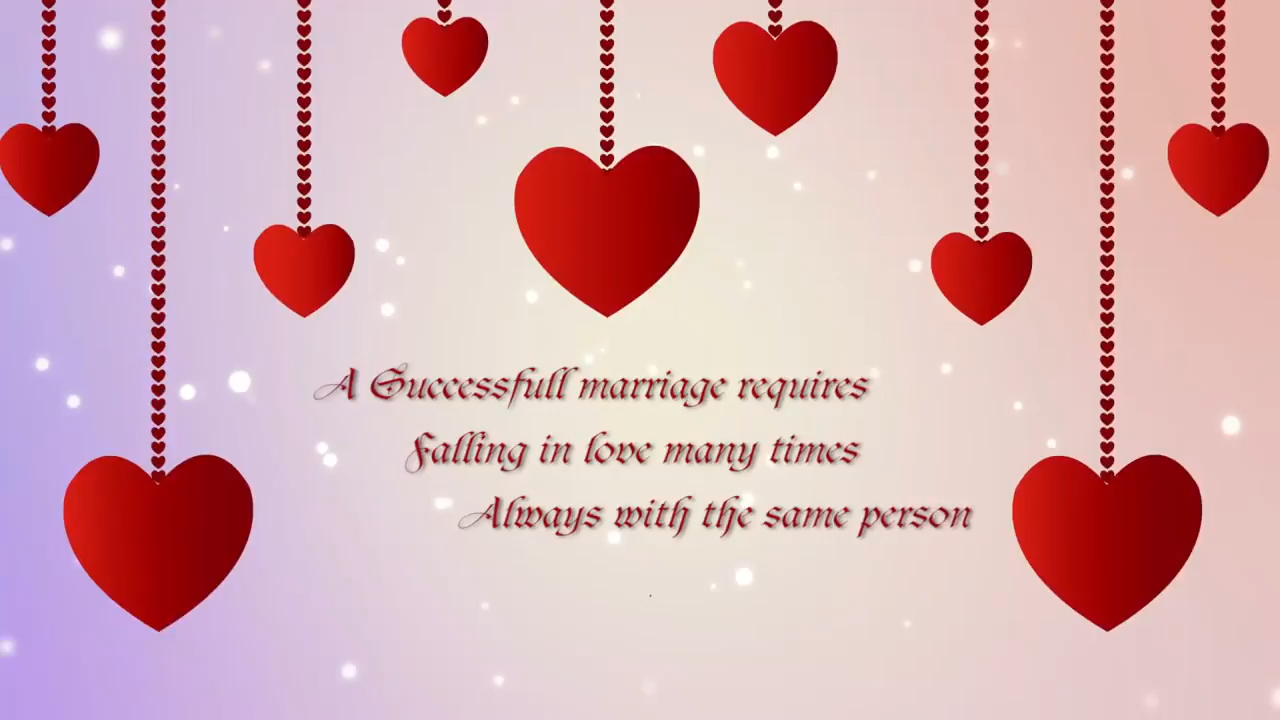 A Successfull marriage requires
Falling in love many times
Always with the same person